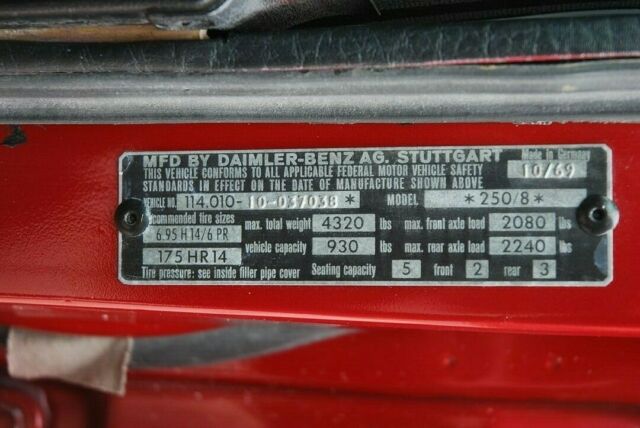 MFD BY DAIMLER-BENZ AG. STUTTGART Made in Germany
THIS VEHICLE CONFORMS TO ALL APPLICABLE FEDERAL MOTOR VEHICLE SAFETY 10/69
STANDARDS IN EFFECT ON THE DATE OF MANUFACTURE SHOWN ABOVE
VEHICLE NO. 114.010-10-037038 * MODEL * 250/8 *
recommended tire sizes max. total weight 4320 lbs max. front axle load 2080 lbs
6.95 H 14/6 PR vehicle capacity 930 lbs max. rear axle load 2240 lbs
175 HR 14
Tire pressure: see inside filler pipe cover Seating capacity 5 front 2 rear 3